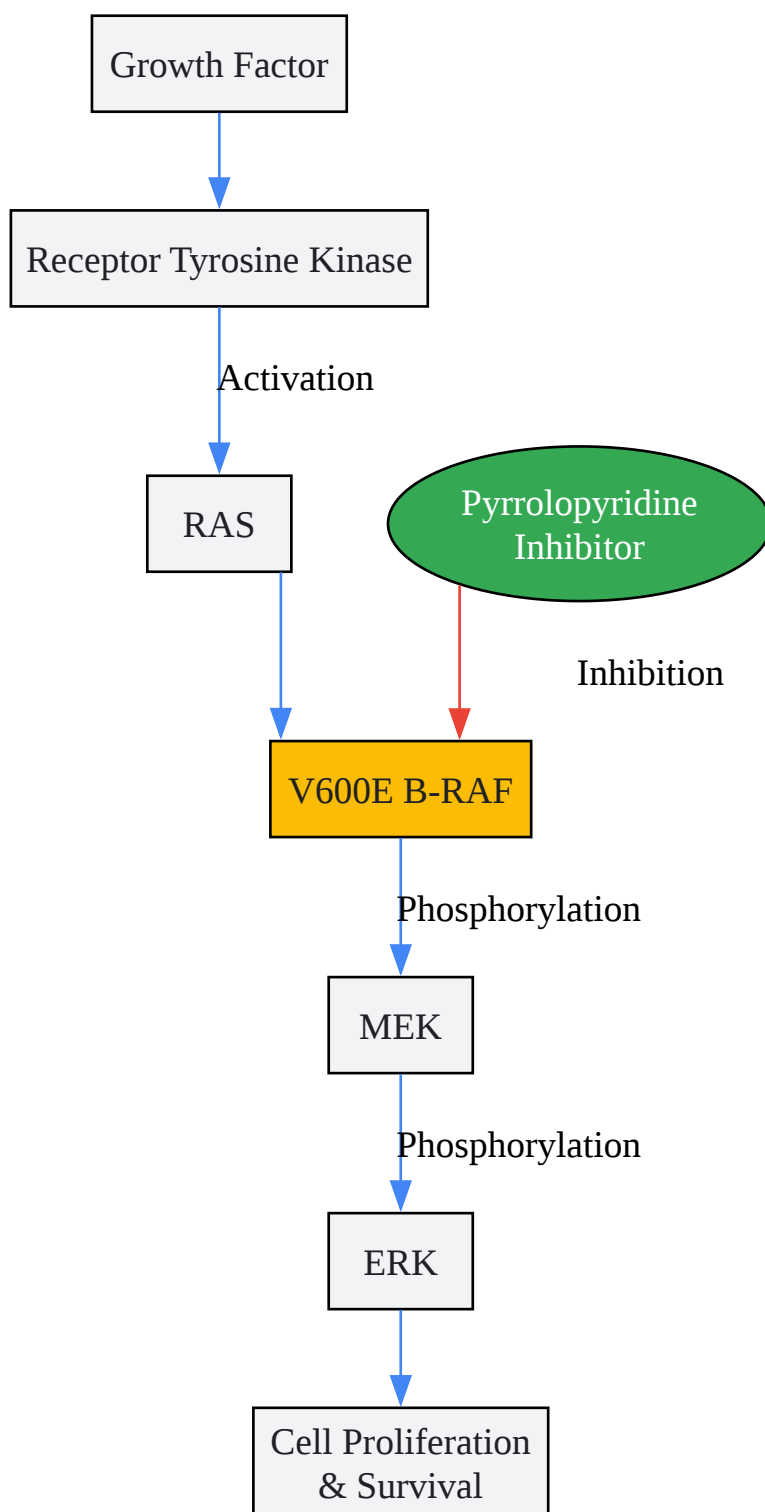 Growth Factor
Receptor Tyrosine Kinase
Activation
RAS
Pyrrolopyridine
Inhibitor
Inhibition
V600E B-RAF
Phosphorylation
MEK
Phosphorylation
ERK
Cell Proliferation
& Survival